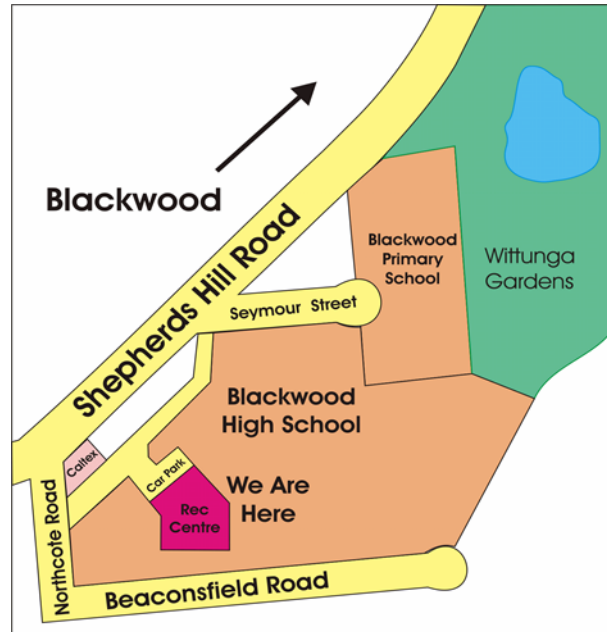 Blackwood
Shepherds Hill Road
Blackwood
Primary
School
Wittunga
Gardens
Seymour Street
Blackwood
High School
Caltex
Car Park
We Are
Here
Rec
Centre
Northcote Road
Beaconsfield Road